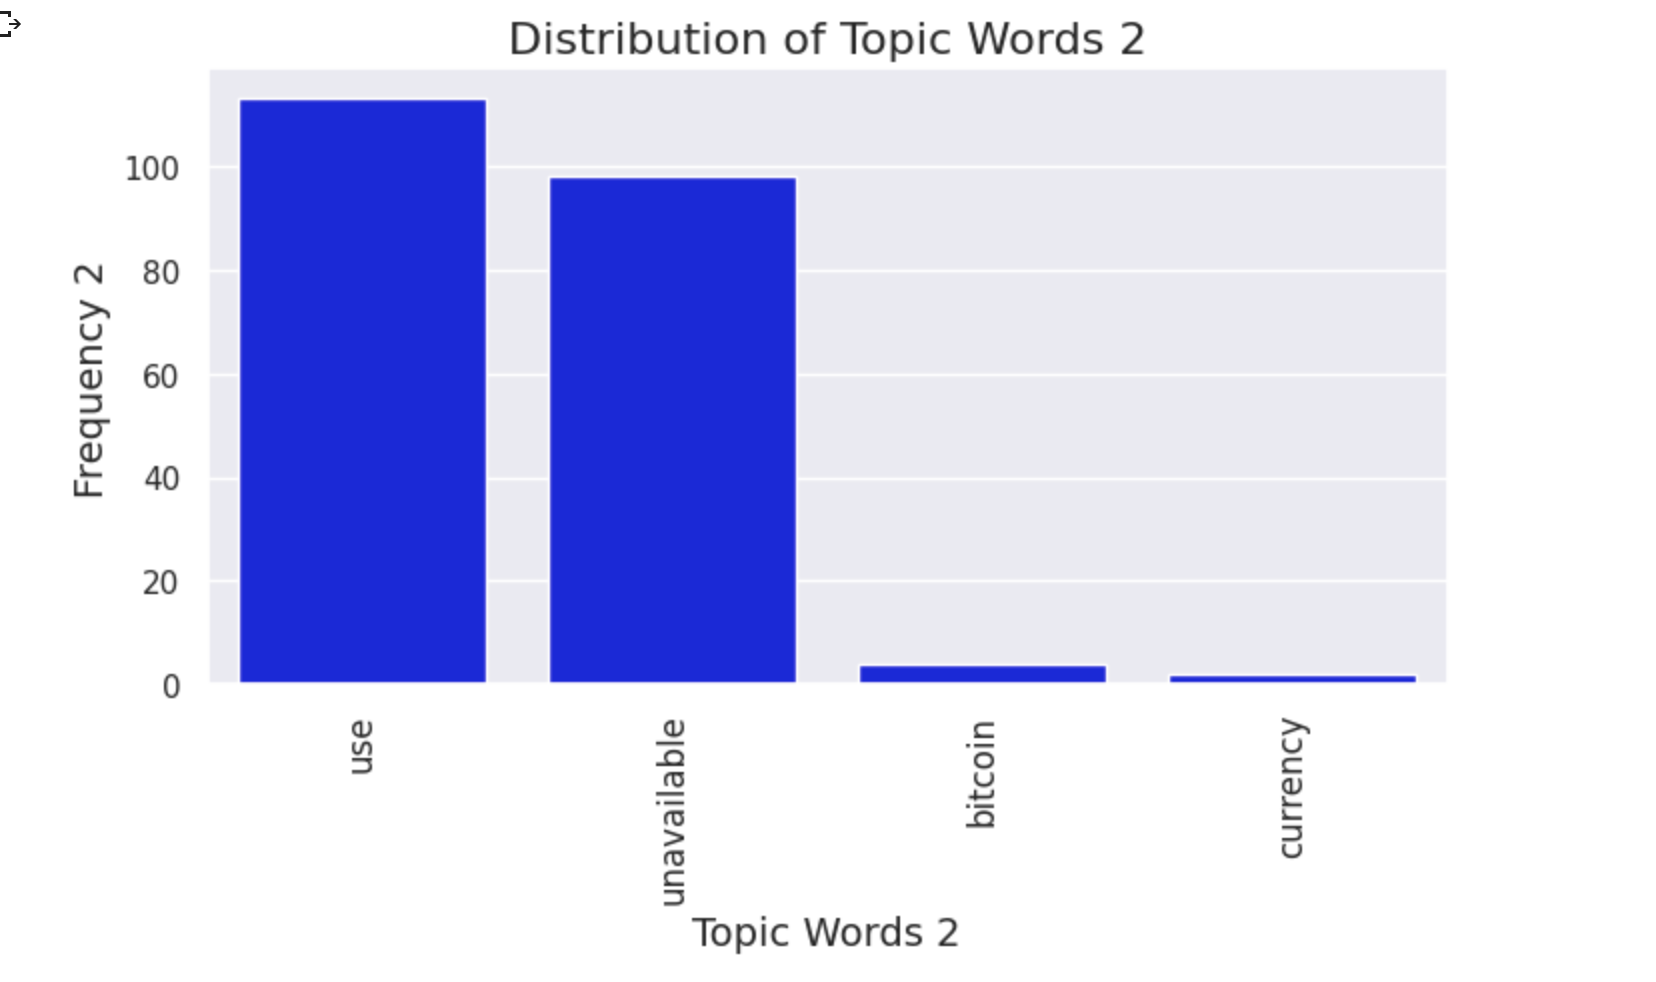 Distribution of Topic Words 2
Frequency 2
100
80
60
40
20
0
use
unavailable
bitcoin
currency
Topic Words 2